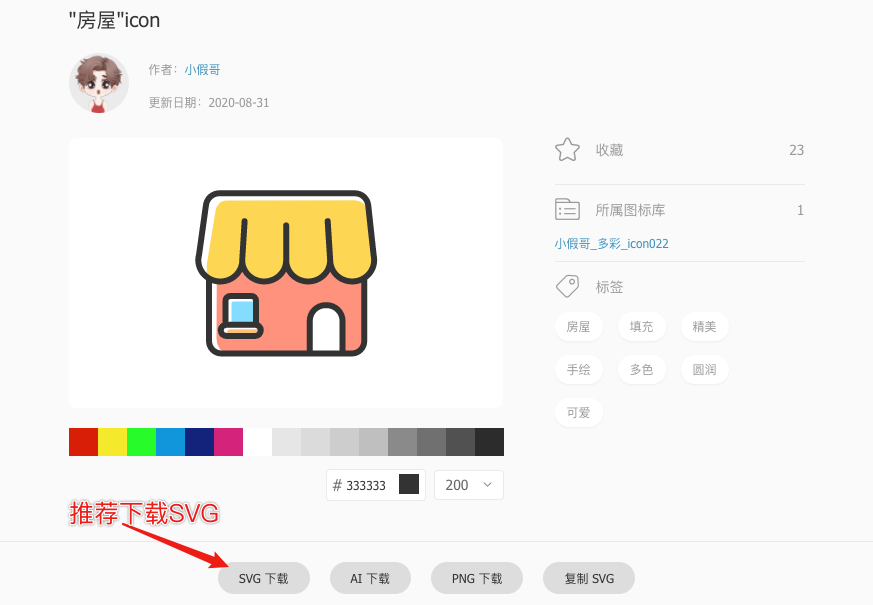 "房屋"icon
作者：小假哥
更新日期：2020-08-31
收藏 23
所属图标库 1
小假哥_多彩_icon022
标签
房屋 填充 精美
手绘 多色 圆润
可爱
# 333333 200
推荐下载SVG
SVG 下载 AI 下载 PNG 下载 复制 SVG